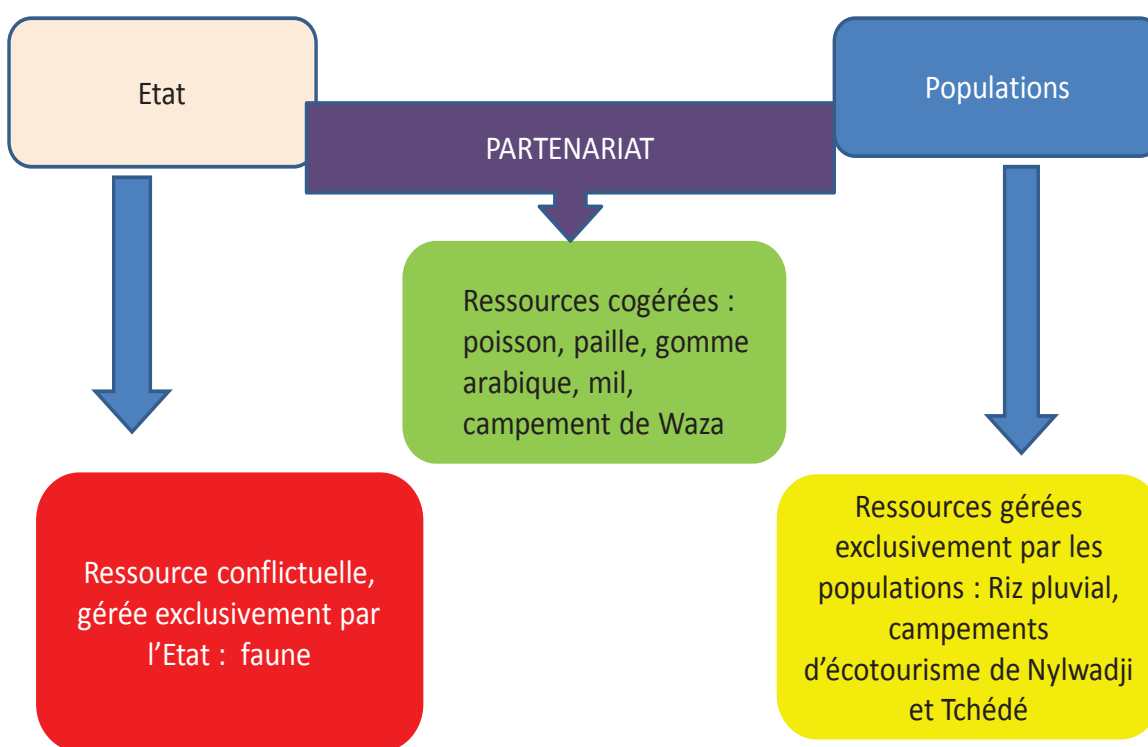 Etat
PARTENARIAT
Populations
Ressources cogérées :
poisson, paille, gomme
arabique, mil,
campement de Waza
Ressource conflictuelle,
gérée exclusivement par
l’Etat : faune
Ressources gérées
exclusivement par les
populations : Riz pluvial,
campements
d’écotourisme de Nylwadji
et Tchédé